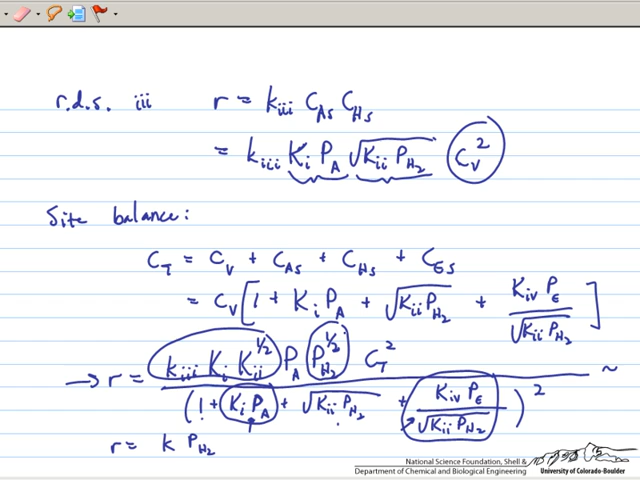 r.d.s. iii r = k_iii C_AS C_HS
= k_iii K_i P_A √(K_ii P_H2) C_V^2
Site balance:
C_T = C_V + C_AS + C_HS + C_ES
= C_V [1 + K_i P_A + √(K_ii P_H2) + K_iv P_E / √(K_ii P_H2)]
→ r = k_iii K_i K_ii^1/2 P_A P_H2^1/2 C_T^2 / (1 + K_i P_A + √(K_ii P_H2) + K_iv P_E / √(K_ii P_H2))^2 ~
r = k P_H2
National Science Foundation, Shell &
Department of Chemical and Biological Engineering
University of Colorado-Boulder